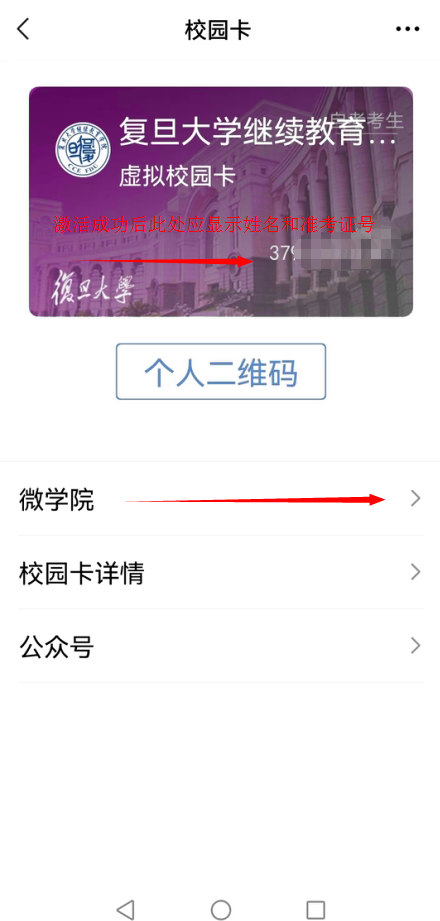 校园卡
自考考生
复旦大学继续教育...
虚拟校园卡
激活成功后此处应显示姓名和准考证号
379
復旦大學
个人二维码
微学院
校园卡详情
公众号